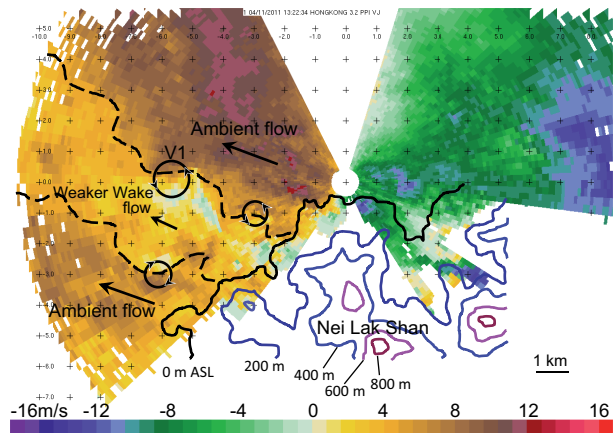 1 04/11/2011 13:22:34 HONGKONG 3.2 PPI VJ
Ambient flow
V1
Weaker Wake
flow
Ambient flow
Nei Lak Shan
0 m ASL
200 m
400 m
600 m
800 m
1 km
-16m/s -12 -8 -4 0 4 8 12 16